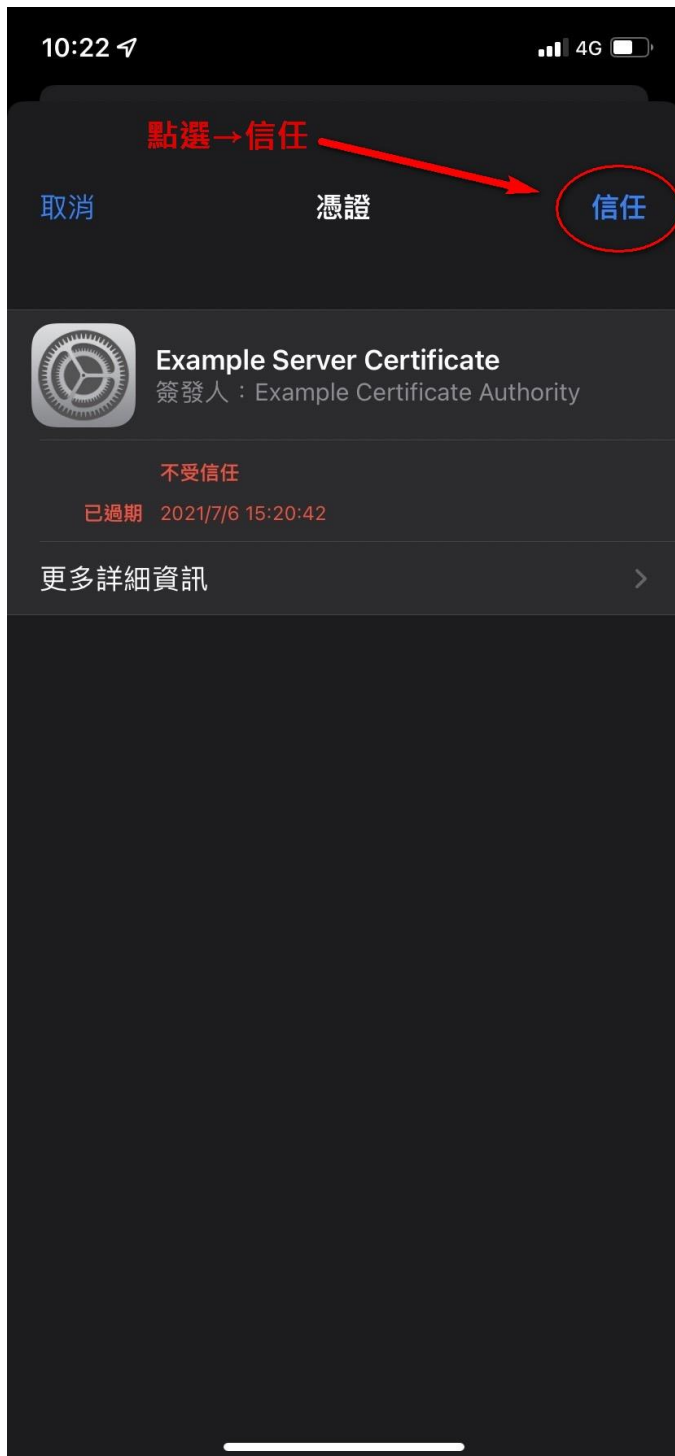 10:22
4G
點選→信任
取消
憑證
信任
Example Server Certificate
簽發人：Example Certificate Authority
不受信任
已過期 2021/7/6 15:20:42
更多詳細資訊